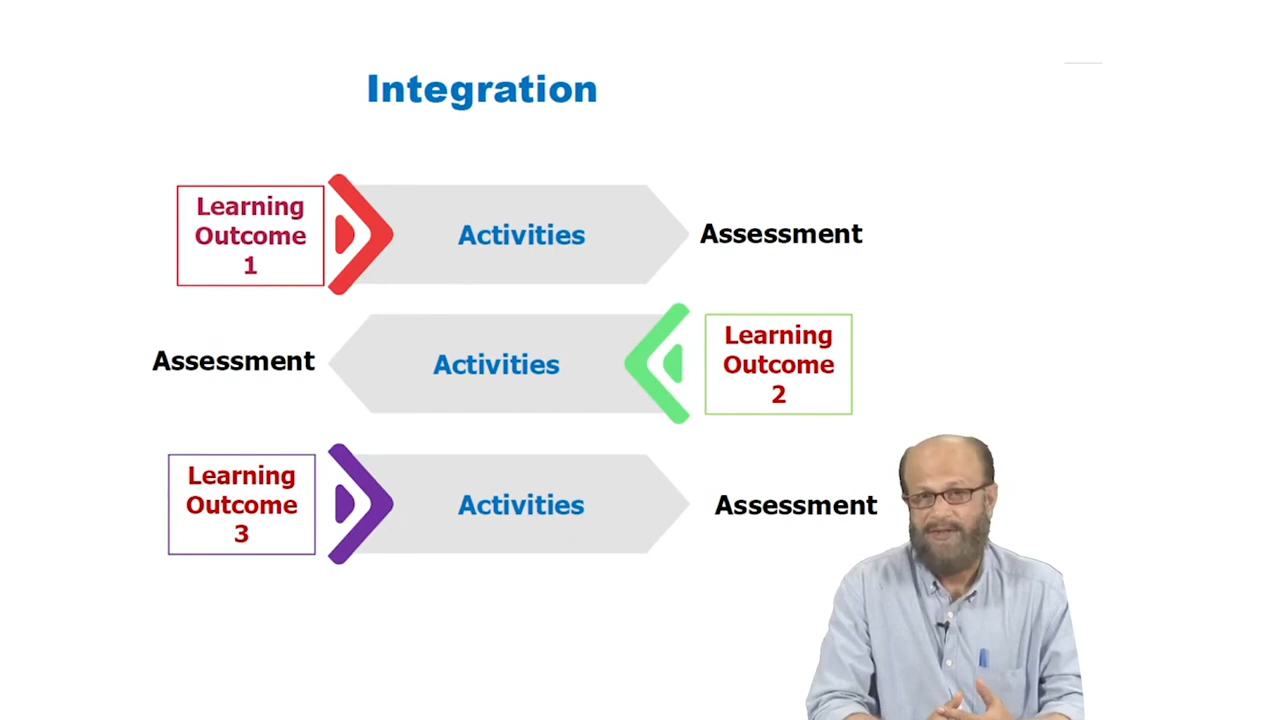 Integration
Learning
Outcome
1
Activities
Assessment
Assessment
Activities
Learning
Outcome
2
Learning
Outcome
3
Activities
Assessment